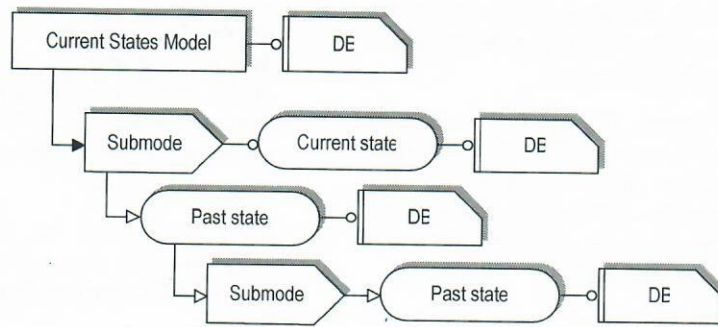 Current States Model DE
Submode Current state DE
Past state DE
Submode Past state DE